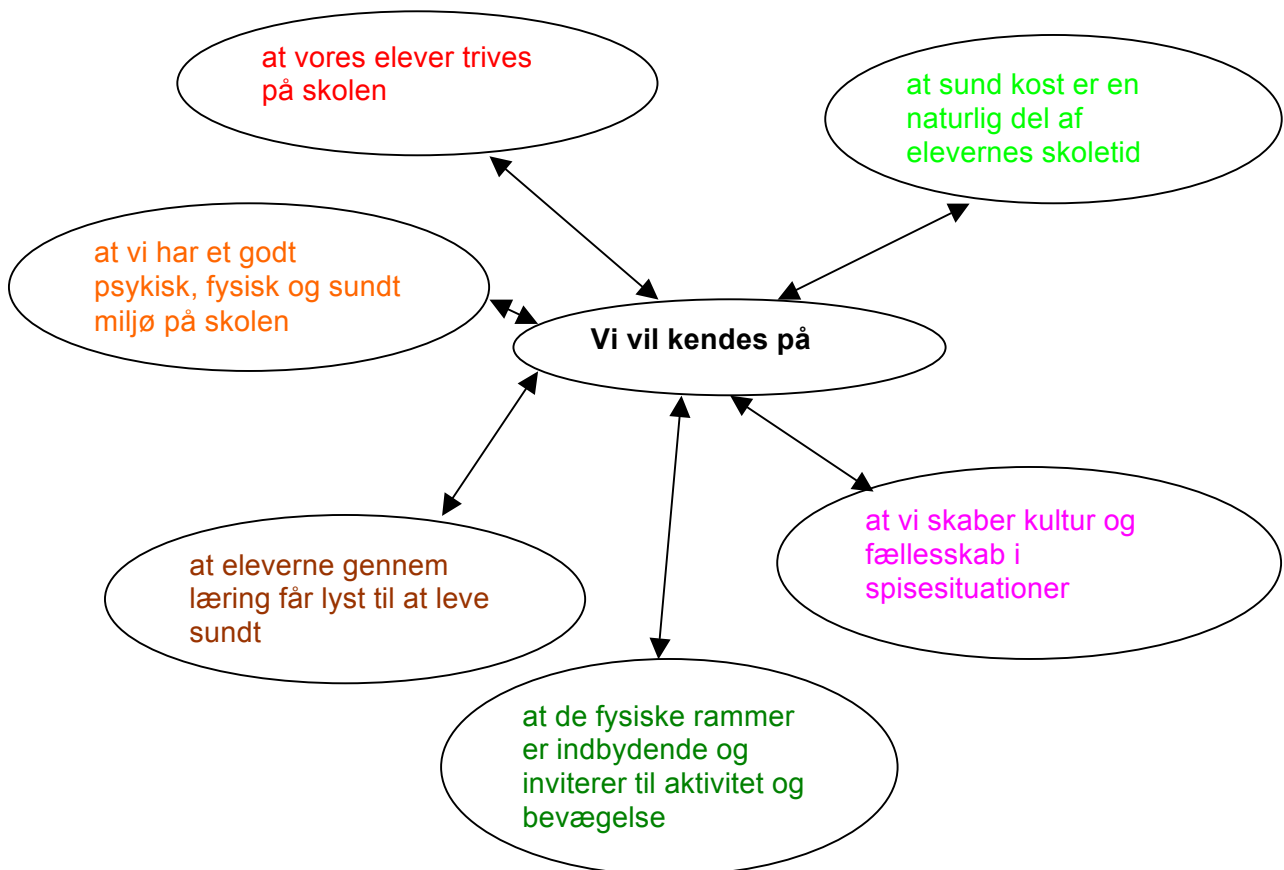 at vores elever trives
på skolen
at sund kost er en
naturlig del af
elevernes skoletid
at vi har et godt
psykisk, fysisk og sundt
miljø på skolen
Vi vil kendes på
at vi skaber kultur og
fællesskab i
spisesituationer
at eleverne gennem
læring får lyst til at leve
sundt
at de fysiske rammer
er indbydende og
inviterer til aktivitet og
bevægelse